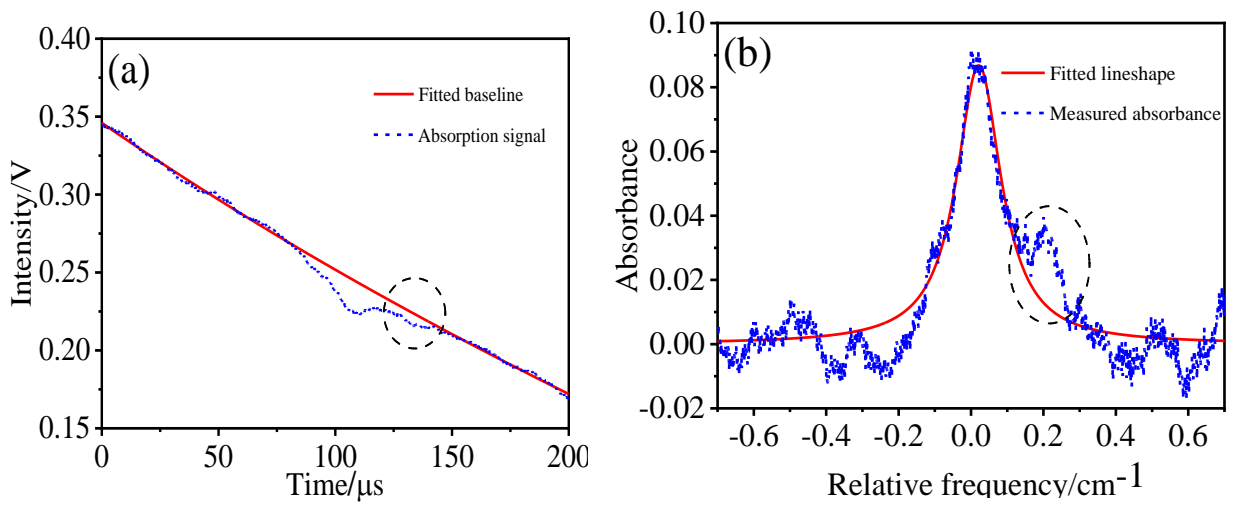 (a)
Fitted baseline
Absorption signal
0.40
0.35
0.30
0.25
0.20
0.15
Intensity/V
0
50
100
150
200
Time/μs
(b)
Fitted lineshape
Measured absorbance
0.10
0.08
0.06
0.04
0.02
0.00
-0.02
Absorbance
-0.6
-0.4
-0.2
0.0
0.2
0.4
0.6
Relative frequency/cm-1